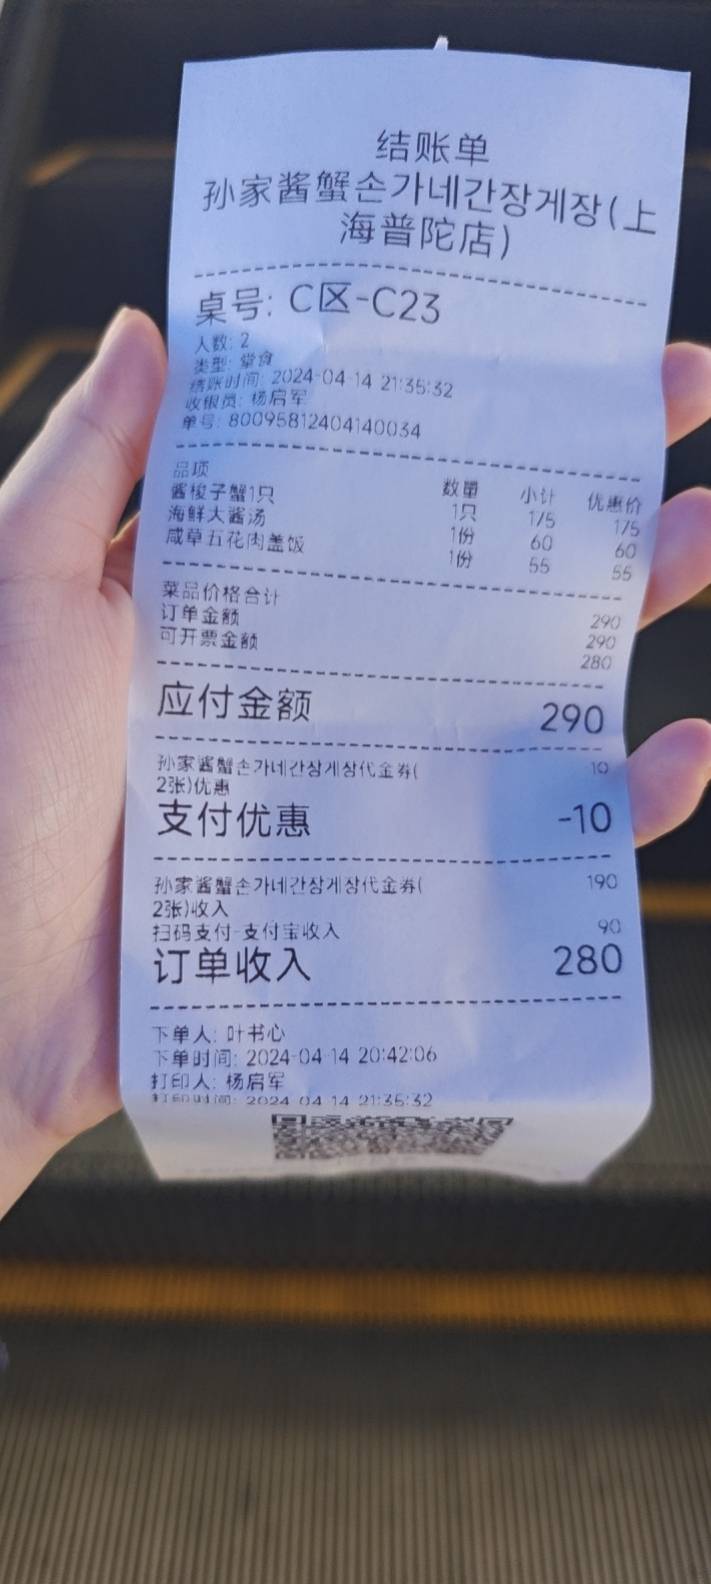 结账单
孙家酱蟹손가네간장게장(上
海普陀店)
桌号: C区-C23
人数: 2
类型: 堂食
结账时间: 2024-04-14 21:35:32
收银员: 杨启军
单号: 80095812404140034
品项 数量 小计 优惠价
酱梭子蟹1只 1只 175 175
海鲜大酱汤 1份 60 60
咸草五花肉盖饭 1份 55 55
菜品价格合计 290
订单金额 290
可开票金额 280
应付金额 290
孙家酱蟹손가네간장게장代金券( 10
2张)优惠
支付优惠 -10
孙家酱蟹손가네간장게장代金券( 190
2张)收入
扫码支付-支付宝收入 90
订单收入 280
下单人: 叶书心
下单时间: 2024-04-14 20:42:06
打印人: 杨启军
打印时间: 2024-04-14 21:35:32